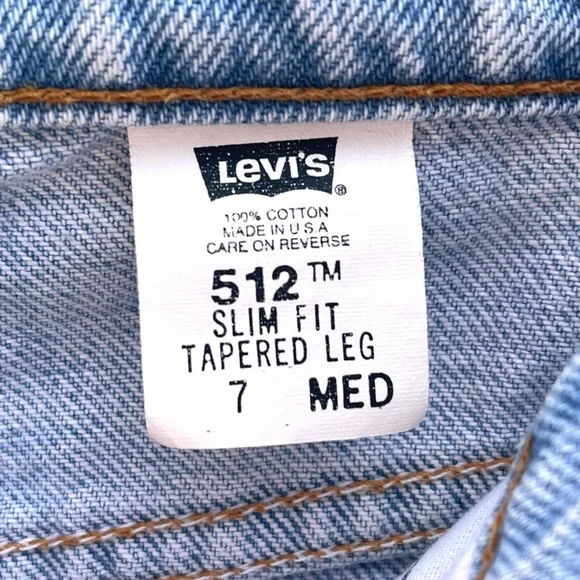 Levi's ®
100% COTTON
MADE IN U.S.A
CARE ON REVERSE
512™
SLIM FIT
TAPERED LEG
7 MED